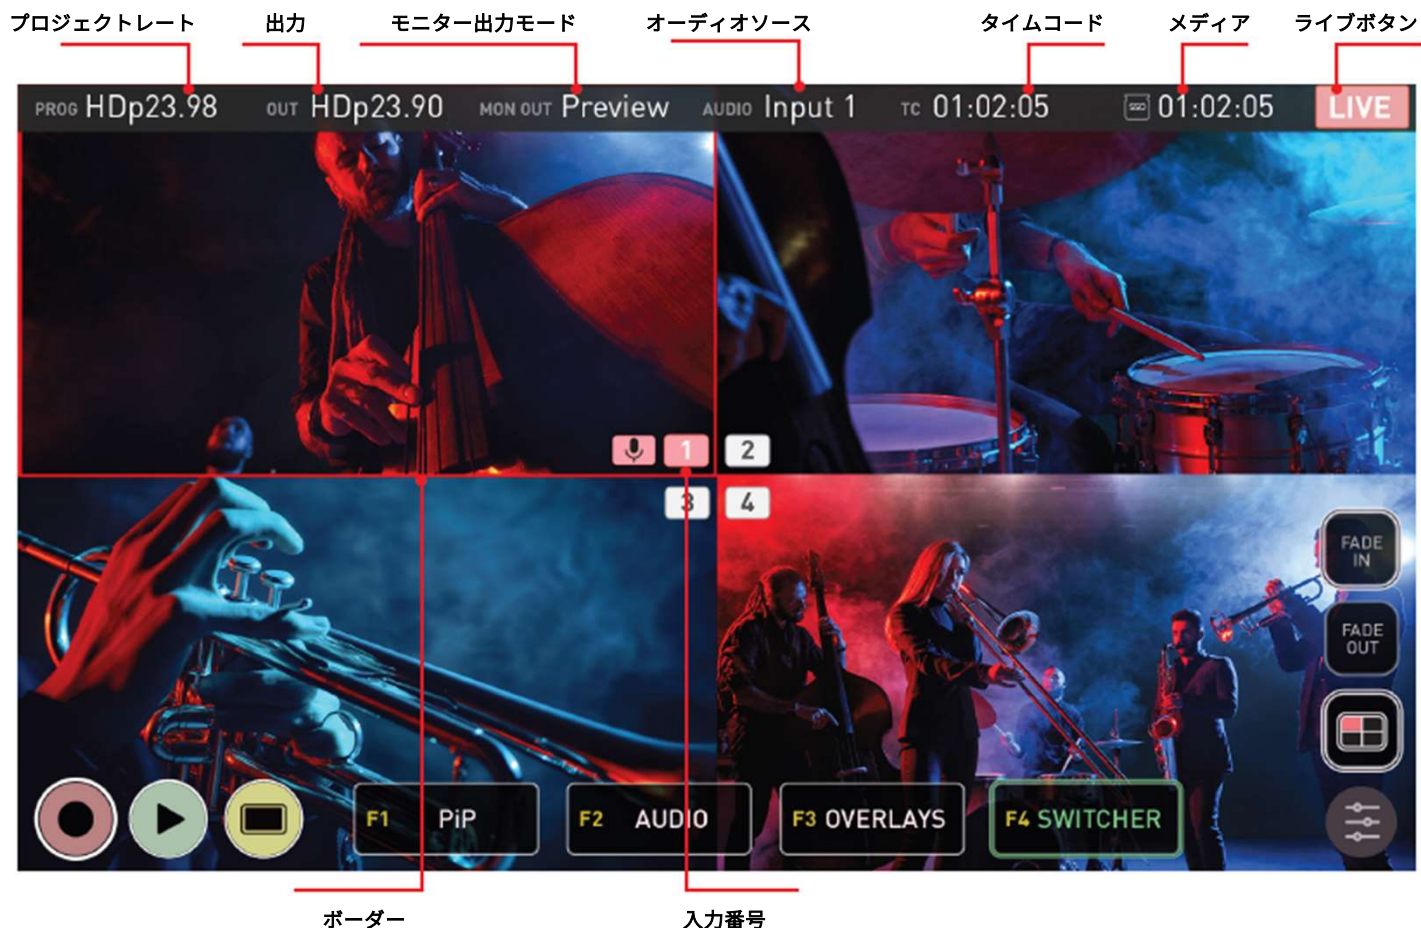 プロジェクトレート 出力 モニター出力モード オーディオソース タイムコード メディア ライブボタン
PROG HDp23.98 OUT HDp23.90 MON OUT Preview AUDIO Input 1 TC 01:02:05 SSD 01:02:05 LIVE
1 2
3 4
FADE
IN
FADE
OUT
F1 PiP F2 AUDIO F3 OVERLAYS F4 SWITCHER
ボーダー 入力番号